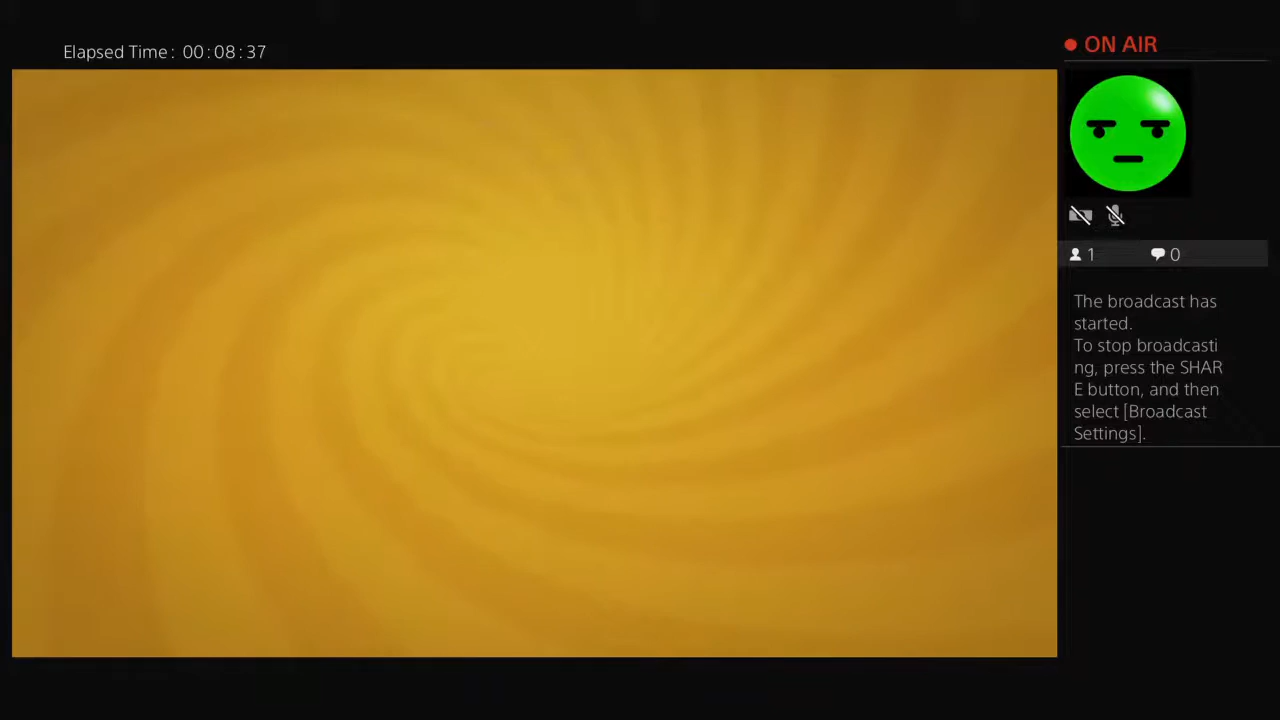 Elapsed Time: 00:08:37
ON AIR
1 0
The broadcast has
started.
To stop broadcasti
ng, press the SHAR
E button, and then
select [Broadcast
Settings].